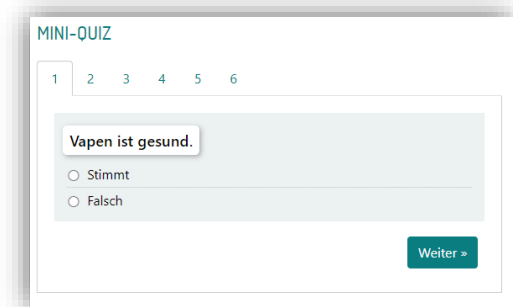 MINI-QUIZ
1 2 3 4 5 6
Vapen ist gesund.
Stimmt
Falsch
Weiter »